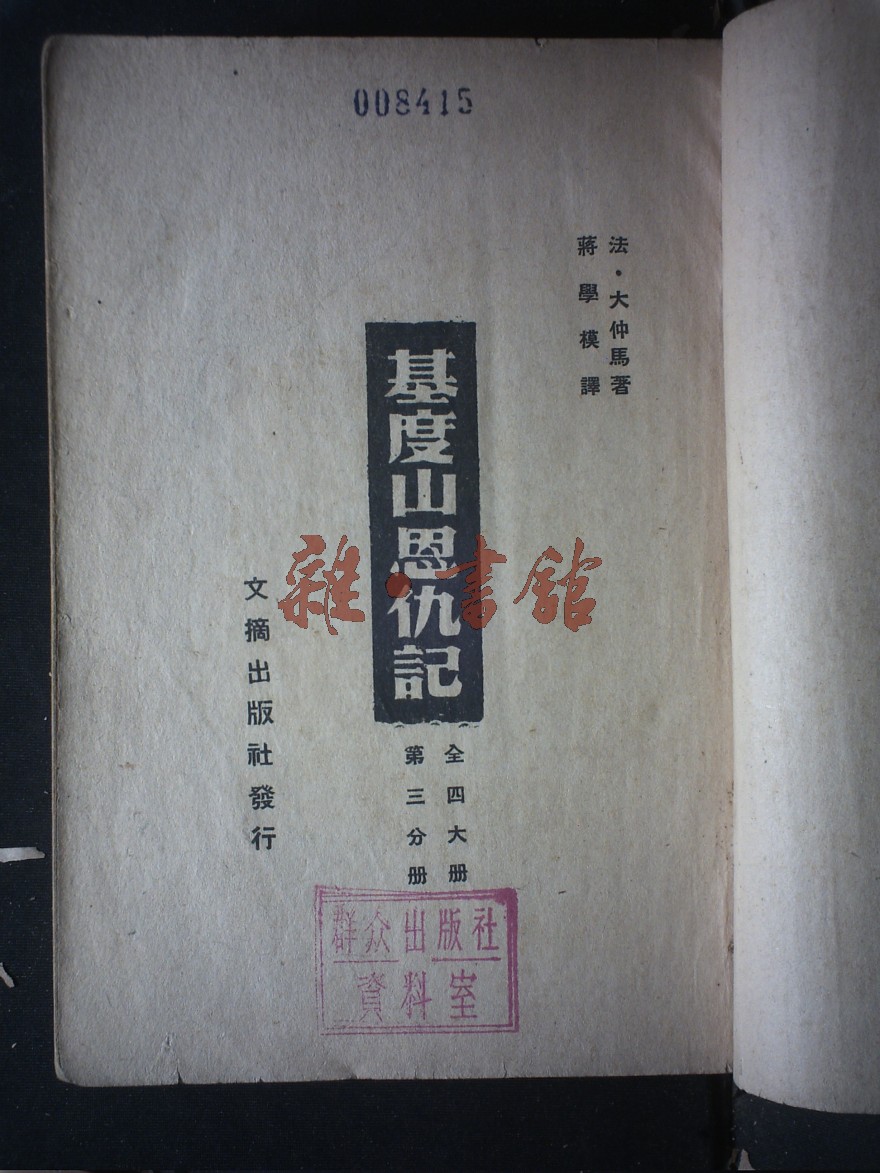 008415
法·大仲馬著
蔣學模譯
基度山恩仇記
全四大册
第三分册
文摘出版社發行
雜·書館
群众出版社
資料室